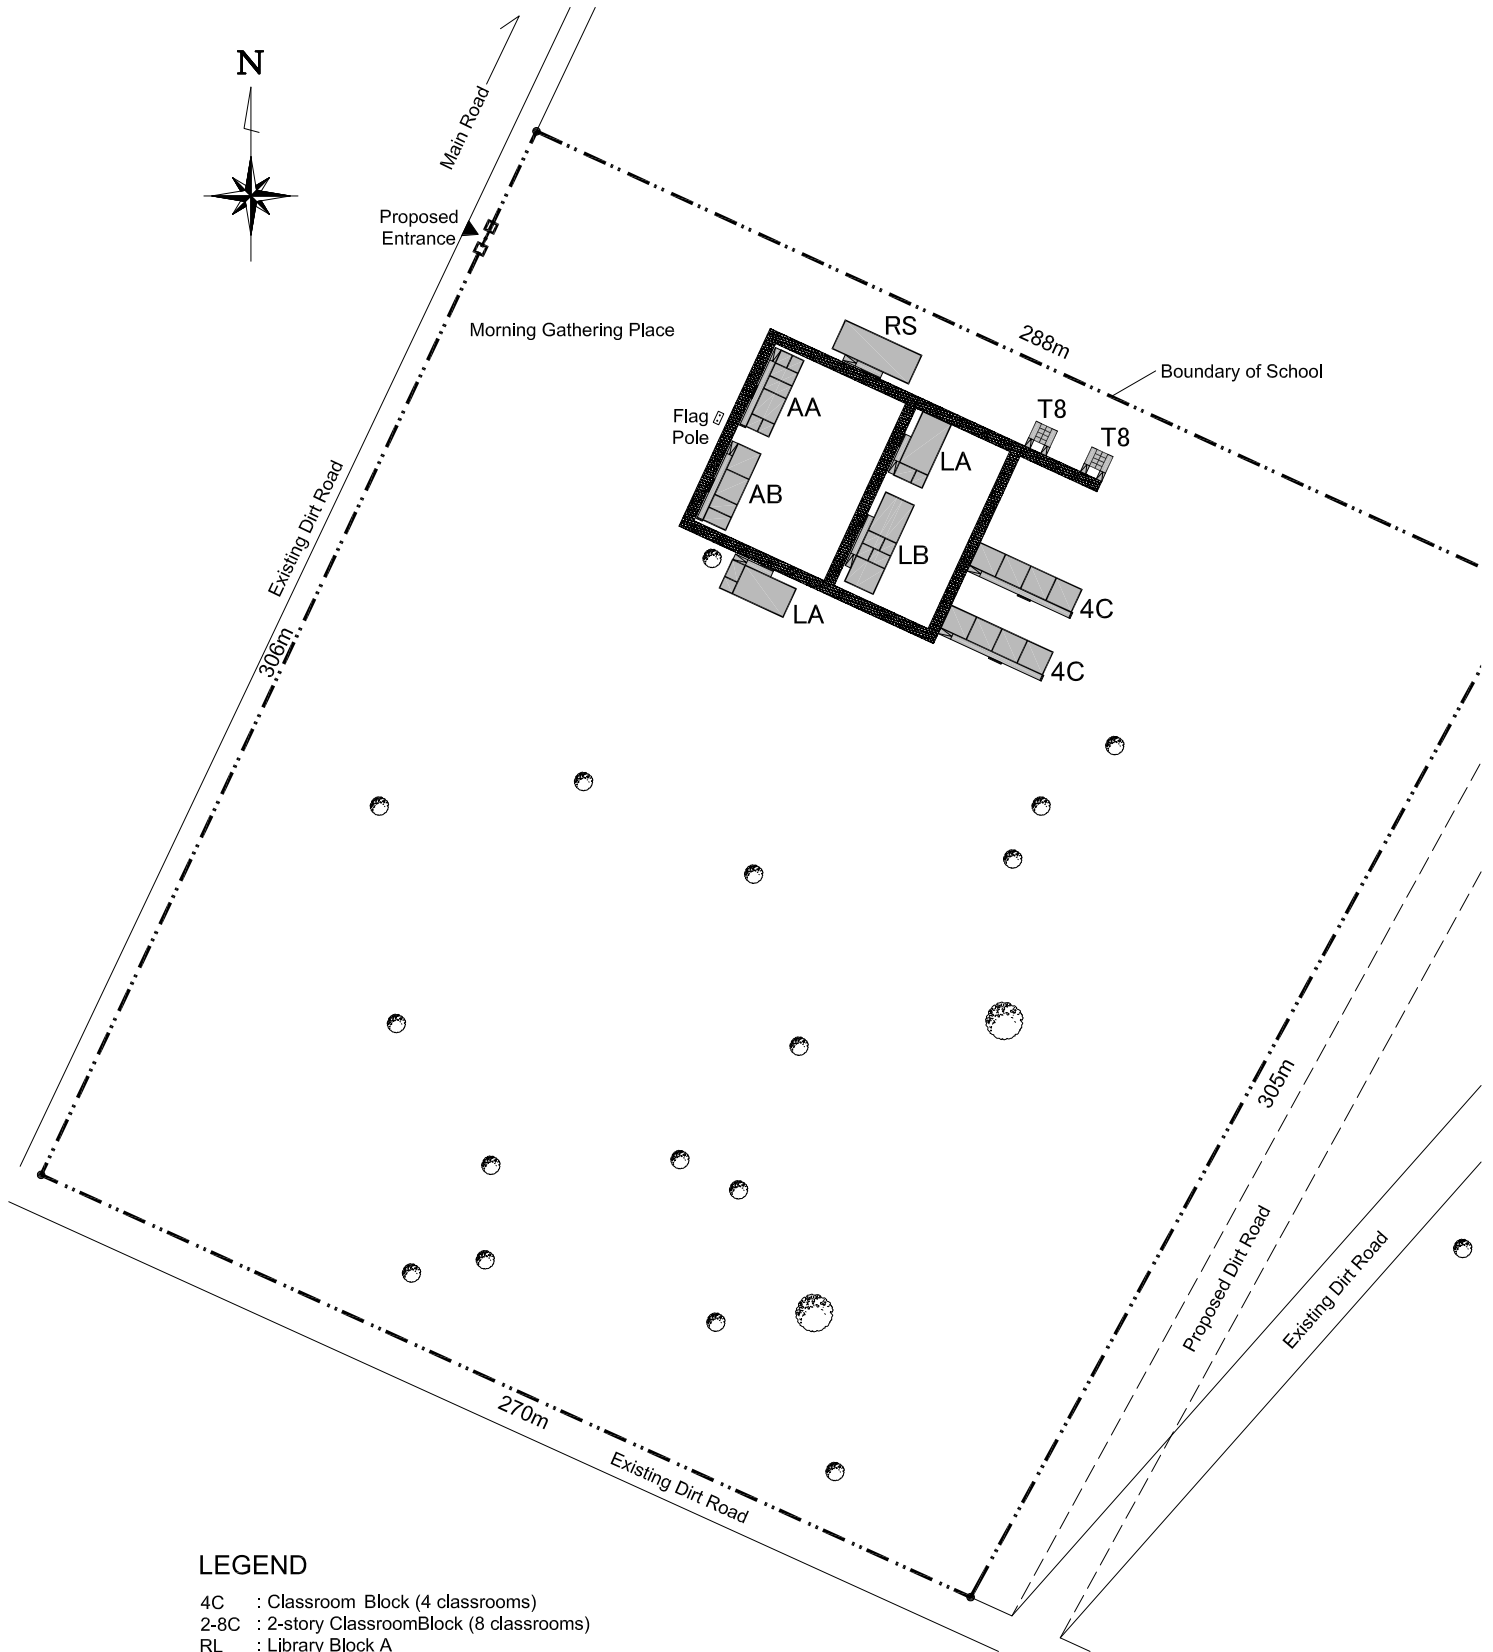 N
Main Road
Proposed
Entrance
Morning Gathering Place
RS
288m
Boundary of School
AA
Flag
Pole
T8
T8
LA
AB
Existing Dirt Road
LB
LA
4C
4C
306m
305m
Proposed Dirt Road
Existing Dirt Road
270m
Existing Dirt Road
LEGEND
4C : Classroom Block (4 classrooms)
2-8C : 2-story ClassroomBlock (8 classrooms)
RL : Library Block A